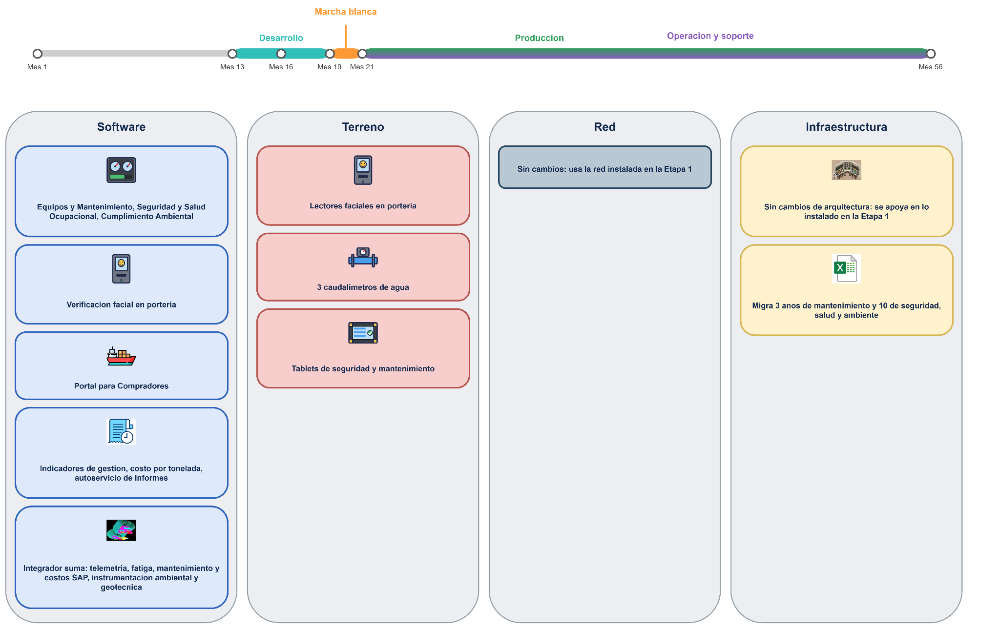 Marcha blanca
Desarrollo
Produccion
Operacion y soporte
Mes 1
Mes 13
Mes 16
Mes 19
Mes 21
Mes 56
Software
Equipos y Mantenimiento, Seguridad y Salud
Ocupacional, Cumplimiento Ambiental
Verificacion facial en porteria
Portal para Compradores
Indicadores de gestion, costo por tonelada,
autoservicio de informes
Integrador suma: telemetria, fatiga, mantenimiento y
costos SAP, instrumentacion ambiental y
geotecnica
Terreno
Lectores faciales en porteria
3 caudalimetros de agua
Tablets de seguridad y mantenimiento
Red
Sin cambios: usa la red instalada en la Etapa 1
Infraestructura
Sin cambios de arquitectura: se apoya en lo
instalado en la Etapa 1
X
Migra 3 anos de mantenimiento y 10 de seguridad,
salud y ambiente